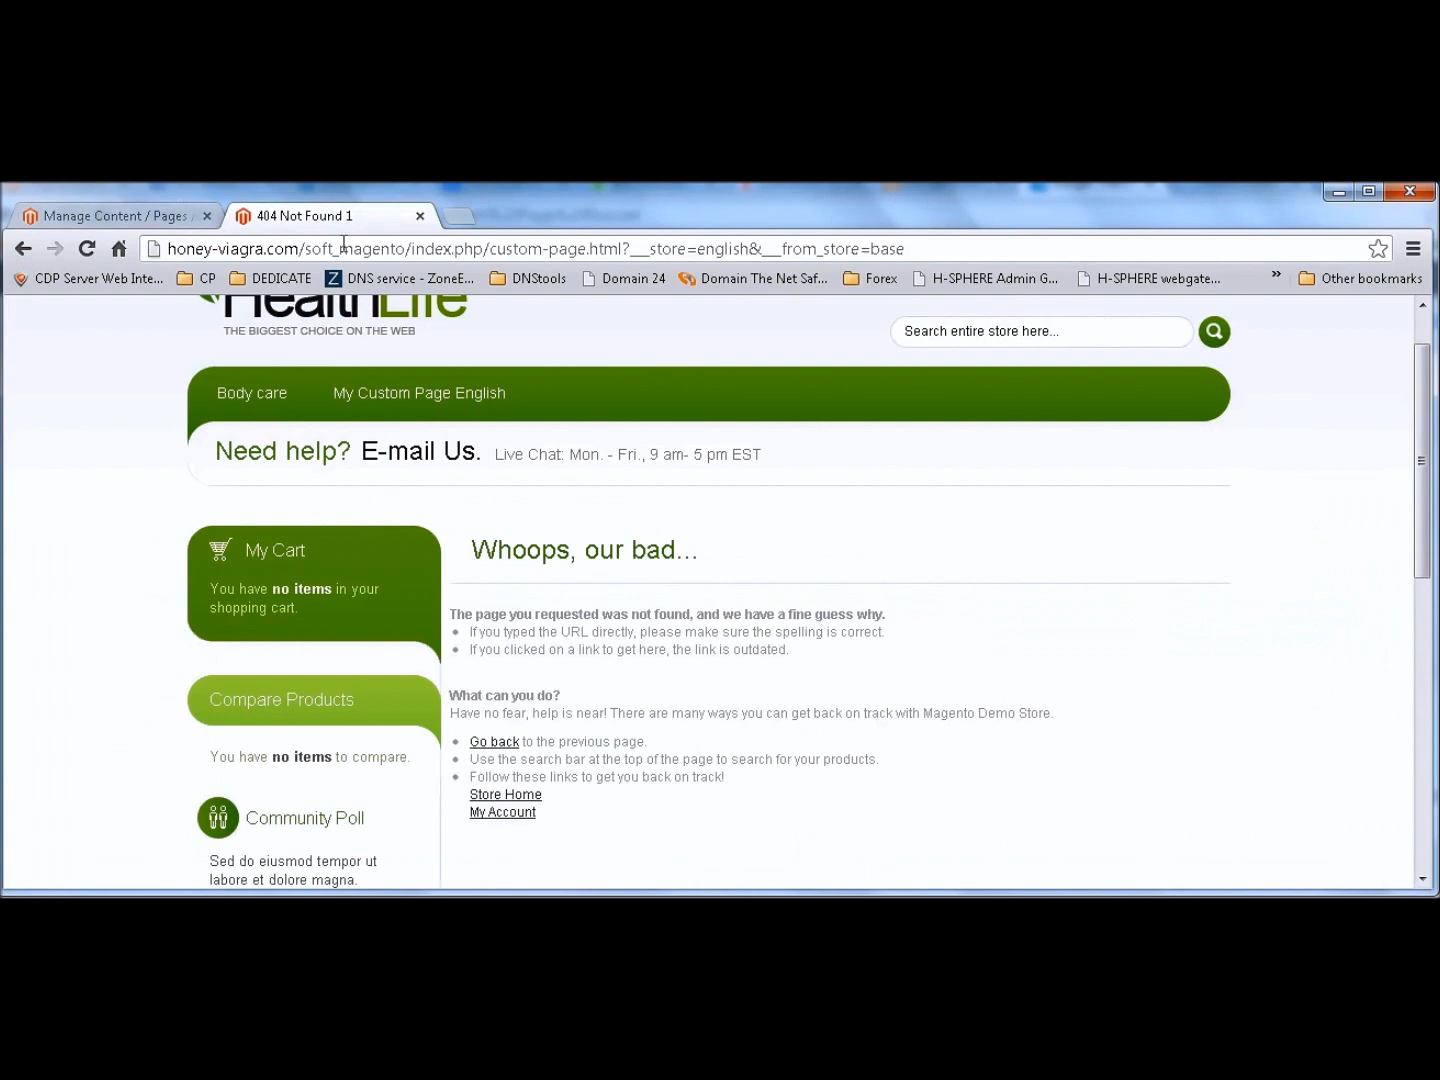 Manage Content / Pages
404 Not Found 1
honey-viagra.com/soft_magento/index.php/custom-page.html?___store=english&___from_store=base
CDP Server Web Inte... CP DEDICATE DNS service - ZoneE... DNStools Domain 24 Domain The Net Saf... Forex H-SPHERE Admin G... H-SPHERE webgate... » Other bookmarks
HealthLife
THE BIGGEST CHOICE ON THE WEB
Search entire store here...
Body care My Custom Page English
Need help? E-mail Us. Live Chat: Mon. - Fri., 9 am- 5 pm EST
My Cart
You have no items in your
shopping cart.
Compare Products
You have no items to compare.
Community Poll
Sed do eiusmod tempor ut
labore et dolore magna.
Whoops, our bad...
The page you requested was not found, and we have a fine guess why.
If you typed the URL directly, please make sure the spelling is correct.
If you clicked on a link to get here, the link is outdated.
What can you do?
Have no fear, help is near! There are many ways you can get back on track with Magento Demo Store.
Go back to the previous page.
Use the search bar at the top of the page to search for your products.
Follow these links to get you back on track!
Store Home
My Account